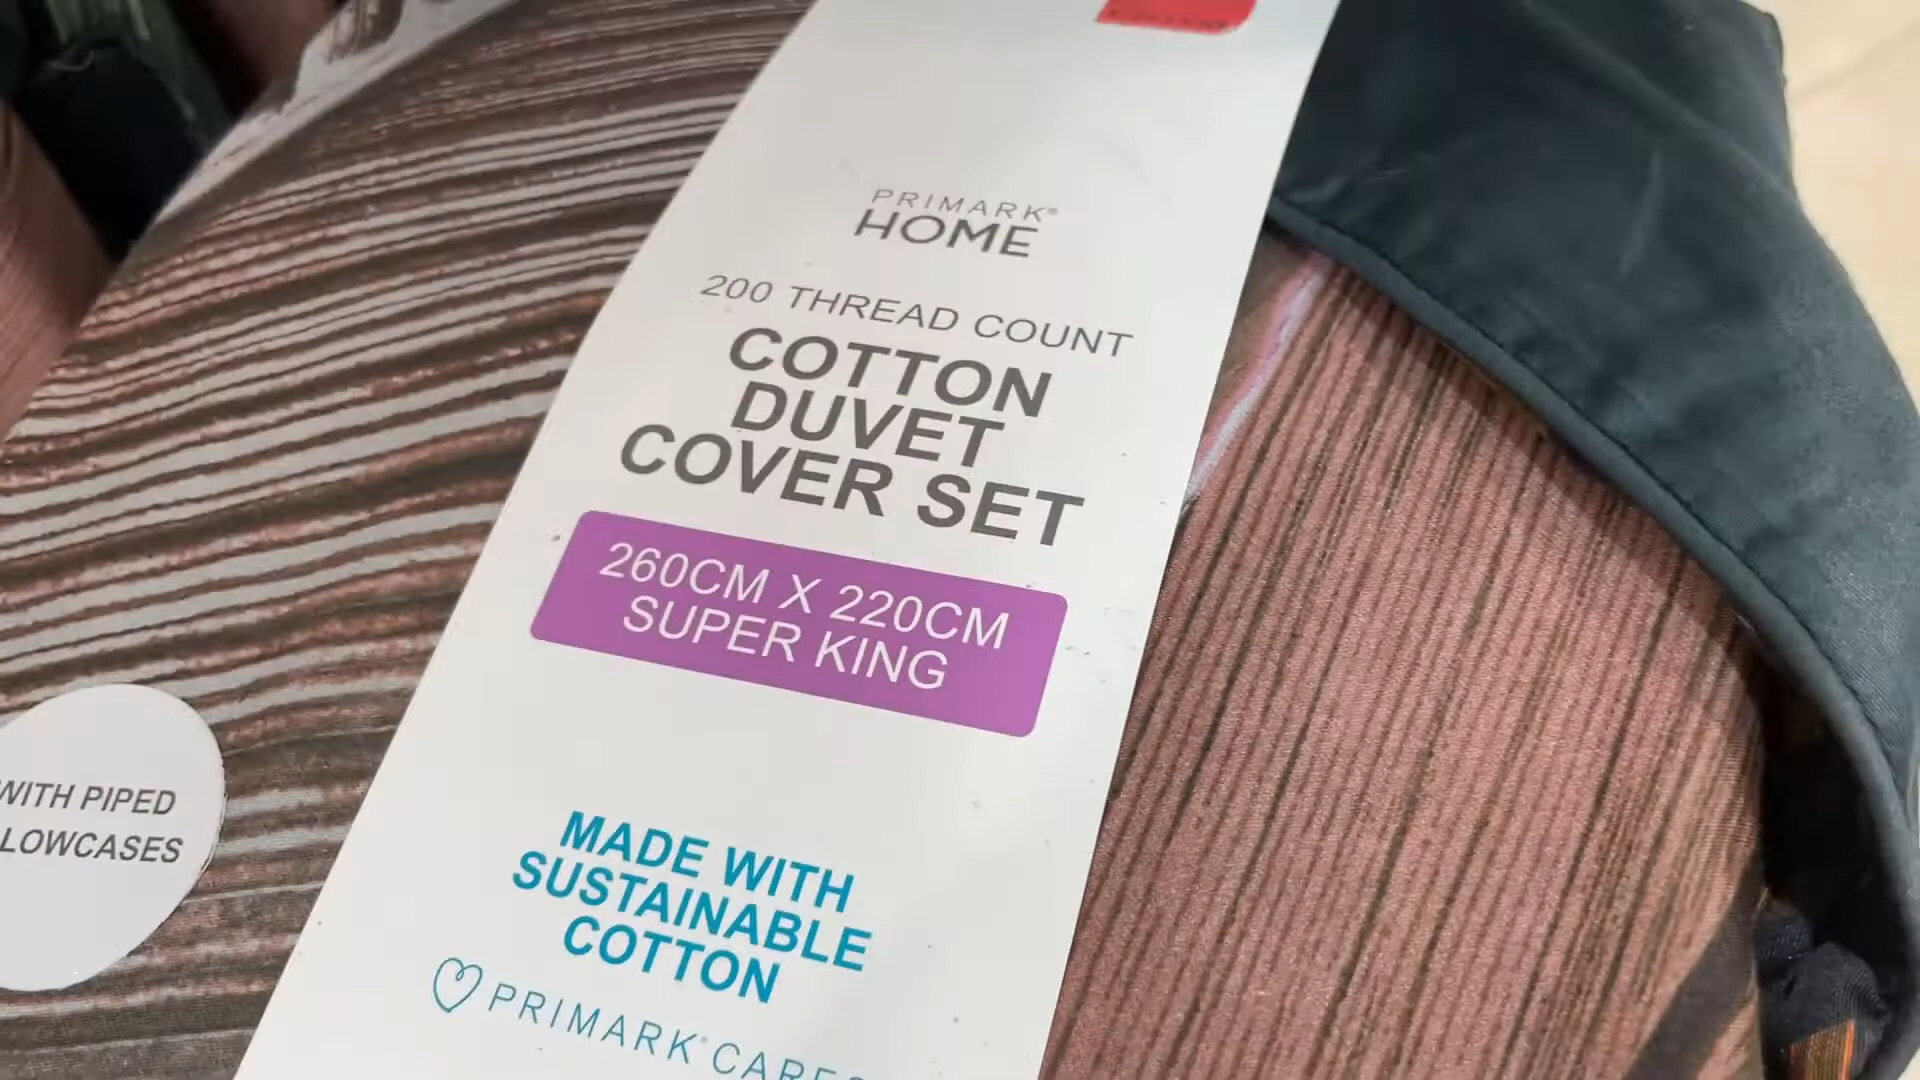 PRIMARK®
HOME
200 THREAD COUNT
COTTON
DUVET
COVER SET
260CM X 220CM
SUPER KING
MADE WITH
SUSTAINABLE
COTTON
PRIMARK® CARES
WITH PIPED
LOWCASES